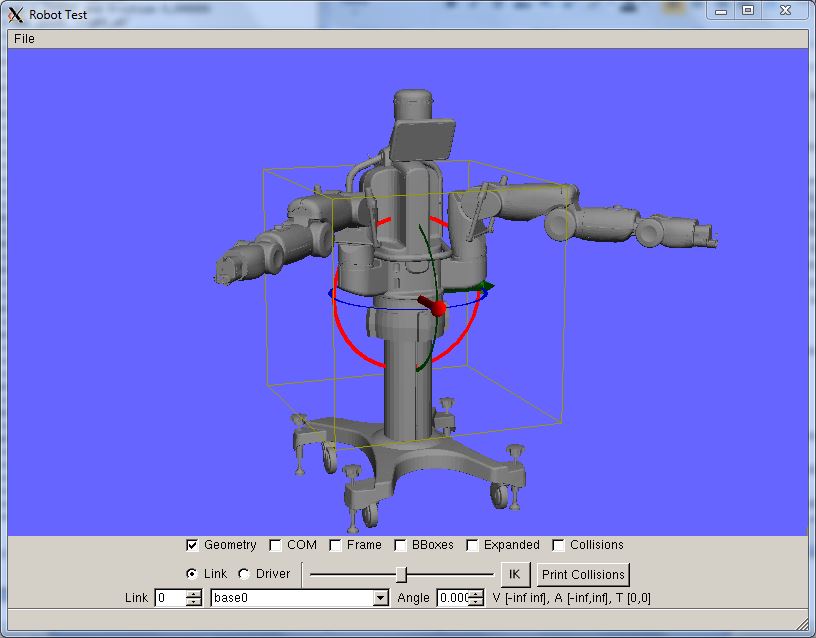 Robot Test
File
Geometry COM Frame BBoxes Expanded Collisions
Link Driver IK Print Collisions
Link 0 base0 Angle 0.000 V [-inf inf], A [-inf,inf], T [0,0]